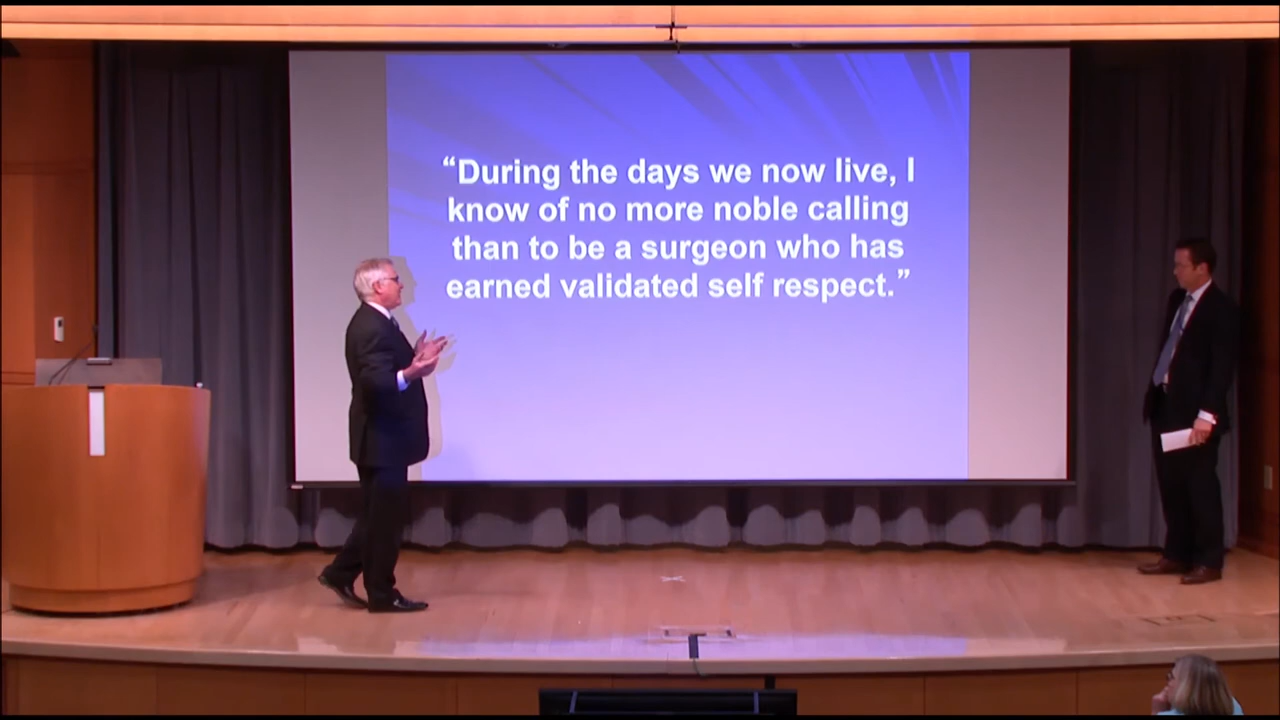 “During the days we now live, I
know of no more noble calling
than to be a surgeon who has
earned validated self respect.”